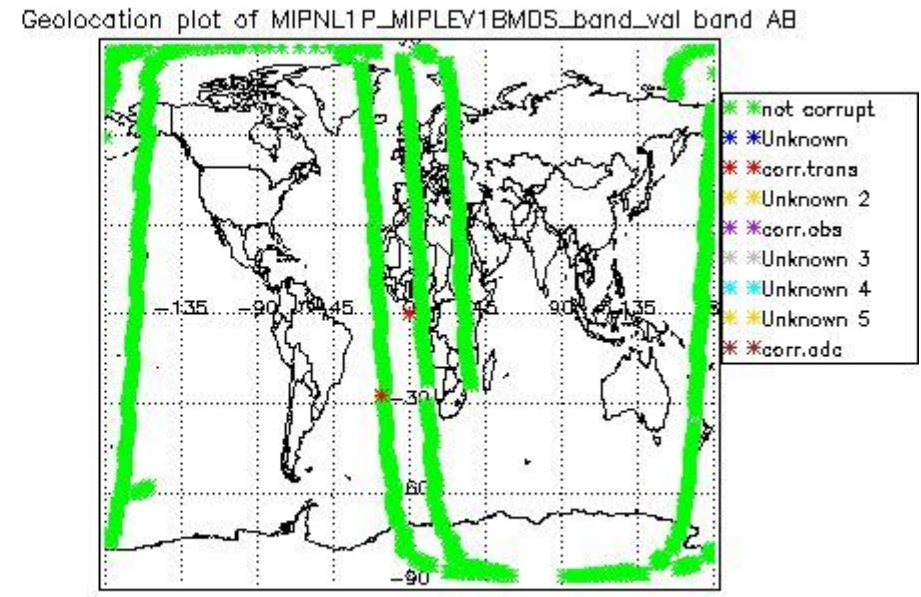 Geolocation plot of MIPNL1P_MIPLEV1BMDS_band_val band AB
not corrupt
Unknown
corr.trans
Unknown 2
corr.obs
Unknown 3
Unknown 4
Unknown 5
corr.adc
-135
-90
45
90
135
-30
60
-90